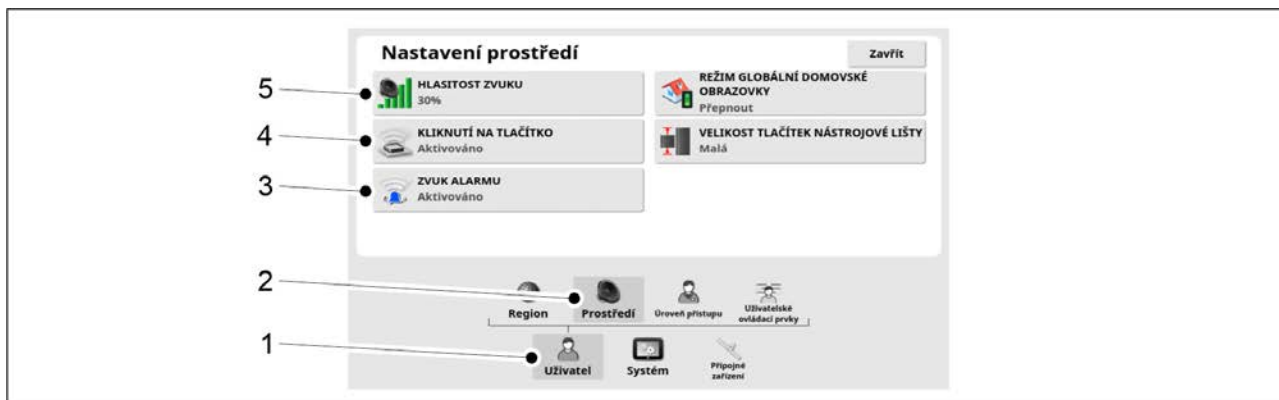 Nastavení prostředí
Zavřít
5
HLASITOST ZVUKU
30%
REŽIM GLOBÁLNÍ DOMOVSKÉ
OBRAZOVKY
Přepnout
4
KLIKNUTÍ NA TLAČÍTKO
Aktivováno
VELIKOST TLAČÍTEK NÁSTROJOVÉ LIŠTY
Malá
3
ZVUK ALARMU
Aktivováno
2
Region
Prostředí
Úroveň přístupu
Uživatelské
ovládací prvky
1
Uživatel
Systém
Přípojné
zařízení